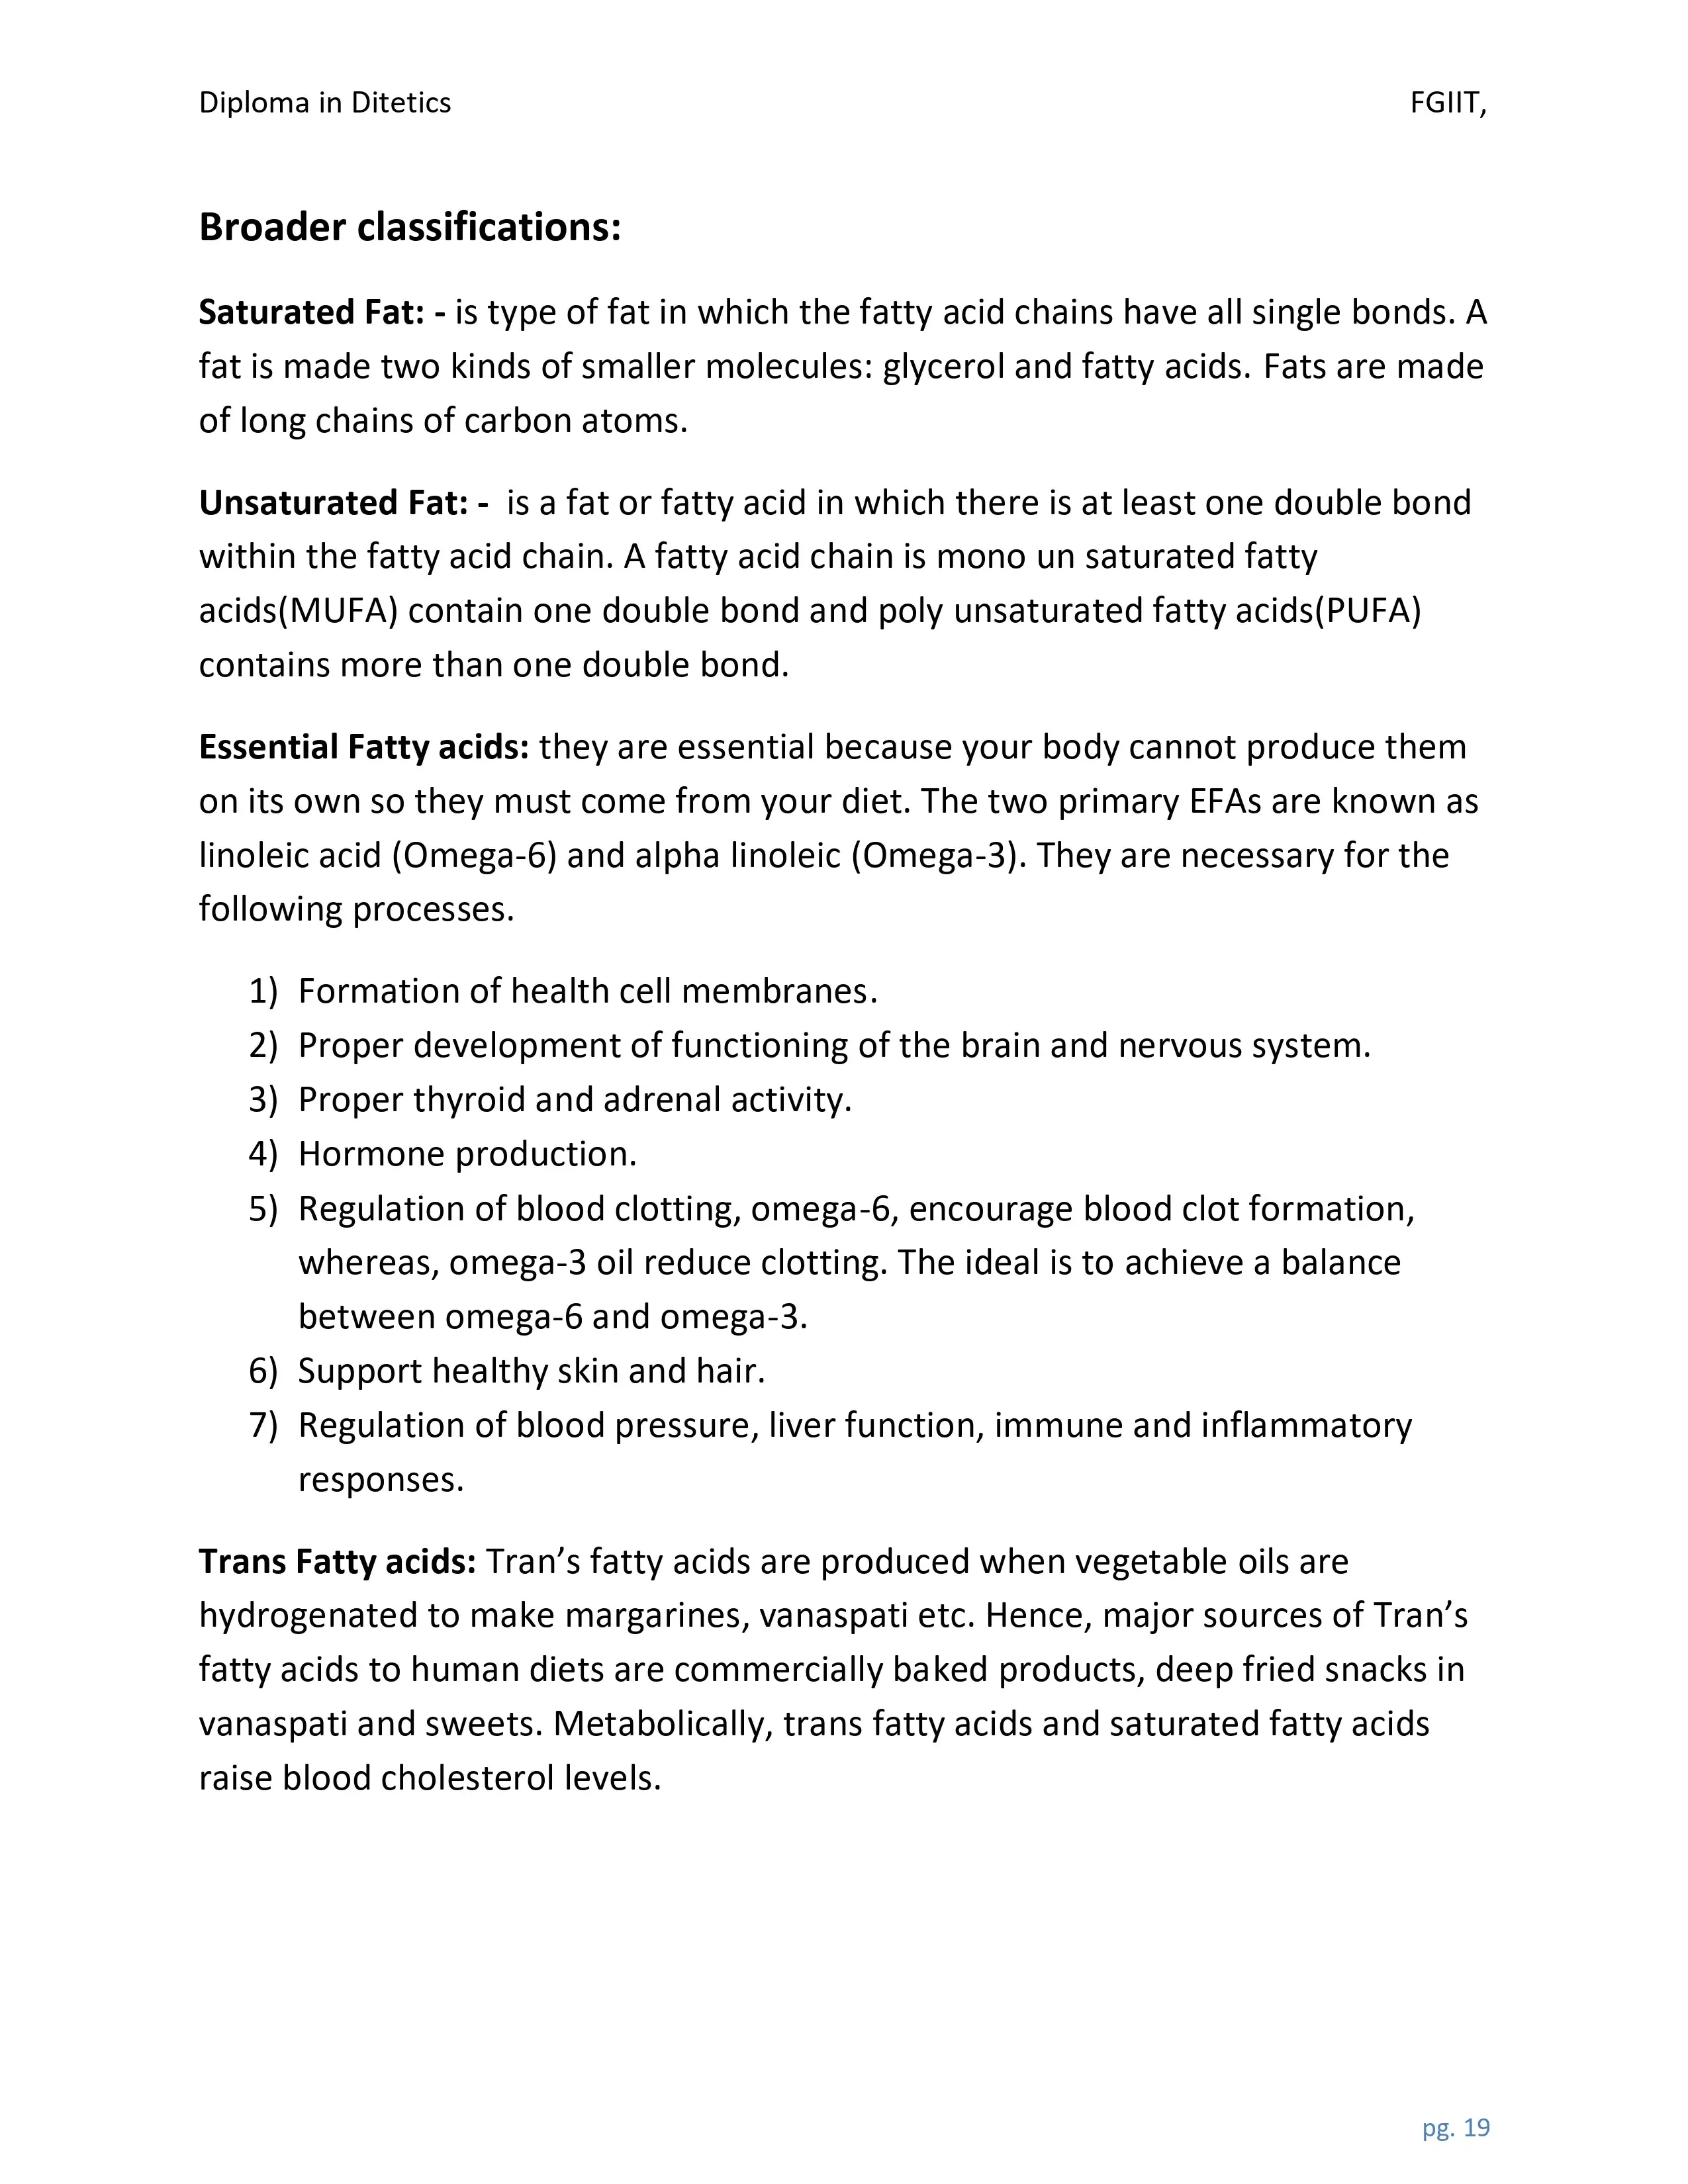 Diploma in Ditetics FGIIT,
Broader classifications:
Saturated Fat: - is type of fat in which the fatty acid chains have all single bonds. A
fat is made two kinds of smaller molecules: glycerol and fatty acids. Fats are made
of long chains of carbon atoms.
Unsaturated Fat: -  is a fat or fatty acid in which there is at least one double bond
within the fatty acid chain. A fatty acid chain is mono un saturated fatty
acids(MUFA) contain one double bond and poly unsaturated fatty acids(PUFA)
contains more than one double bond.
Essential Fatty acids: they are essential because your body cannot produce them
on its own so they must come from your diet. The two primary EFAs are known as
linoleic acid (Omega-6) and alpha linoleic (Omega-3). They are necessary for the
following processes.
1) Formation of health cell membranes.
2) Proper development of functioning of the brain and nervous system.
3) Proper thyroid and adrenal activity.
4) Hormone production.
5) Regulation of blood clotting, omega-6, encourage blood clot formation,
whereas, omega-3 oil reduce clotting. The ideal is to achieve a balance
between omega-6 and omega-3.
6) Support healthy skin and hair.
7) Regulation of blood pressure, liver function, immune and inflammatory
responses.
Trans Fatty acids: Tran’s fatty acids are produced when vegetable oils are
hydrogenated to make margarines, vanaspati etc. Hence, major sources of Tran’s
fatty acids to human diets are commercially baked products, deep fried snacks in
vanaspati and sweets. Metabolically, trans fatty acids and saturated fatty acids
raise blood cholesterol levels.
pg. 19